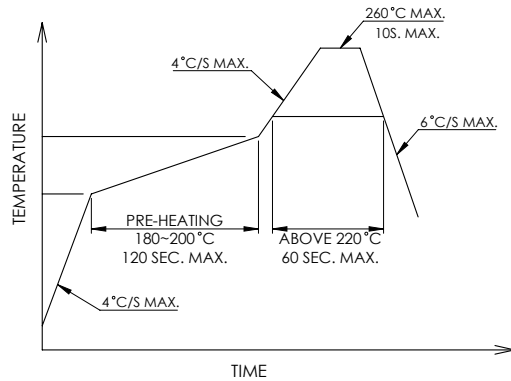 260°C MAX.
10S. MAX.
4°C/S MAX.
6°C/S MAX.
TEMPERATURE
PRE-HEATING
180~200°C
120 SEC. MAX.
ABOVE 220°C
60 SEC. MAX.
4°C/S MAX.
TIME